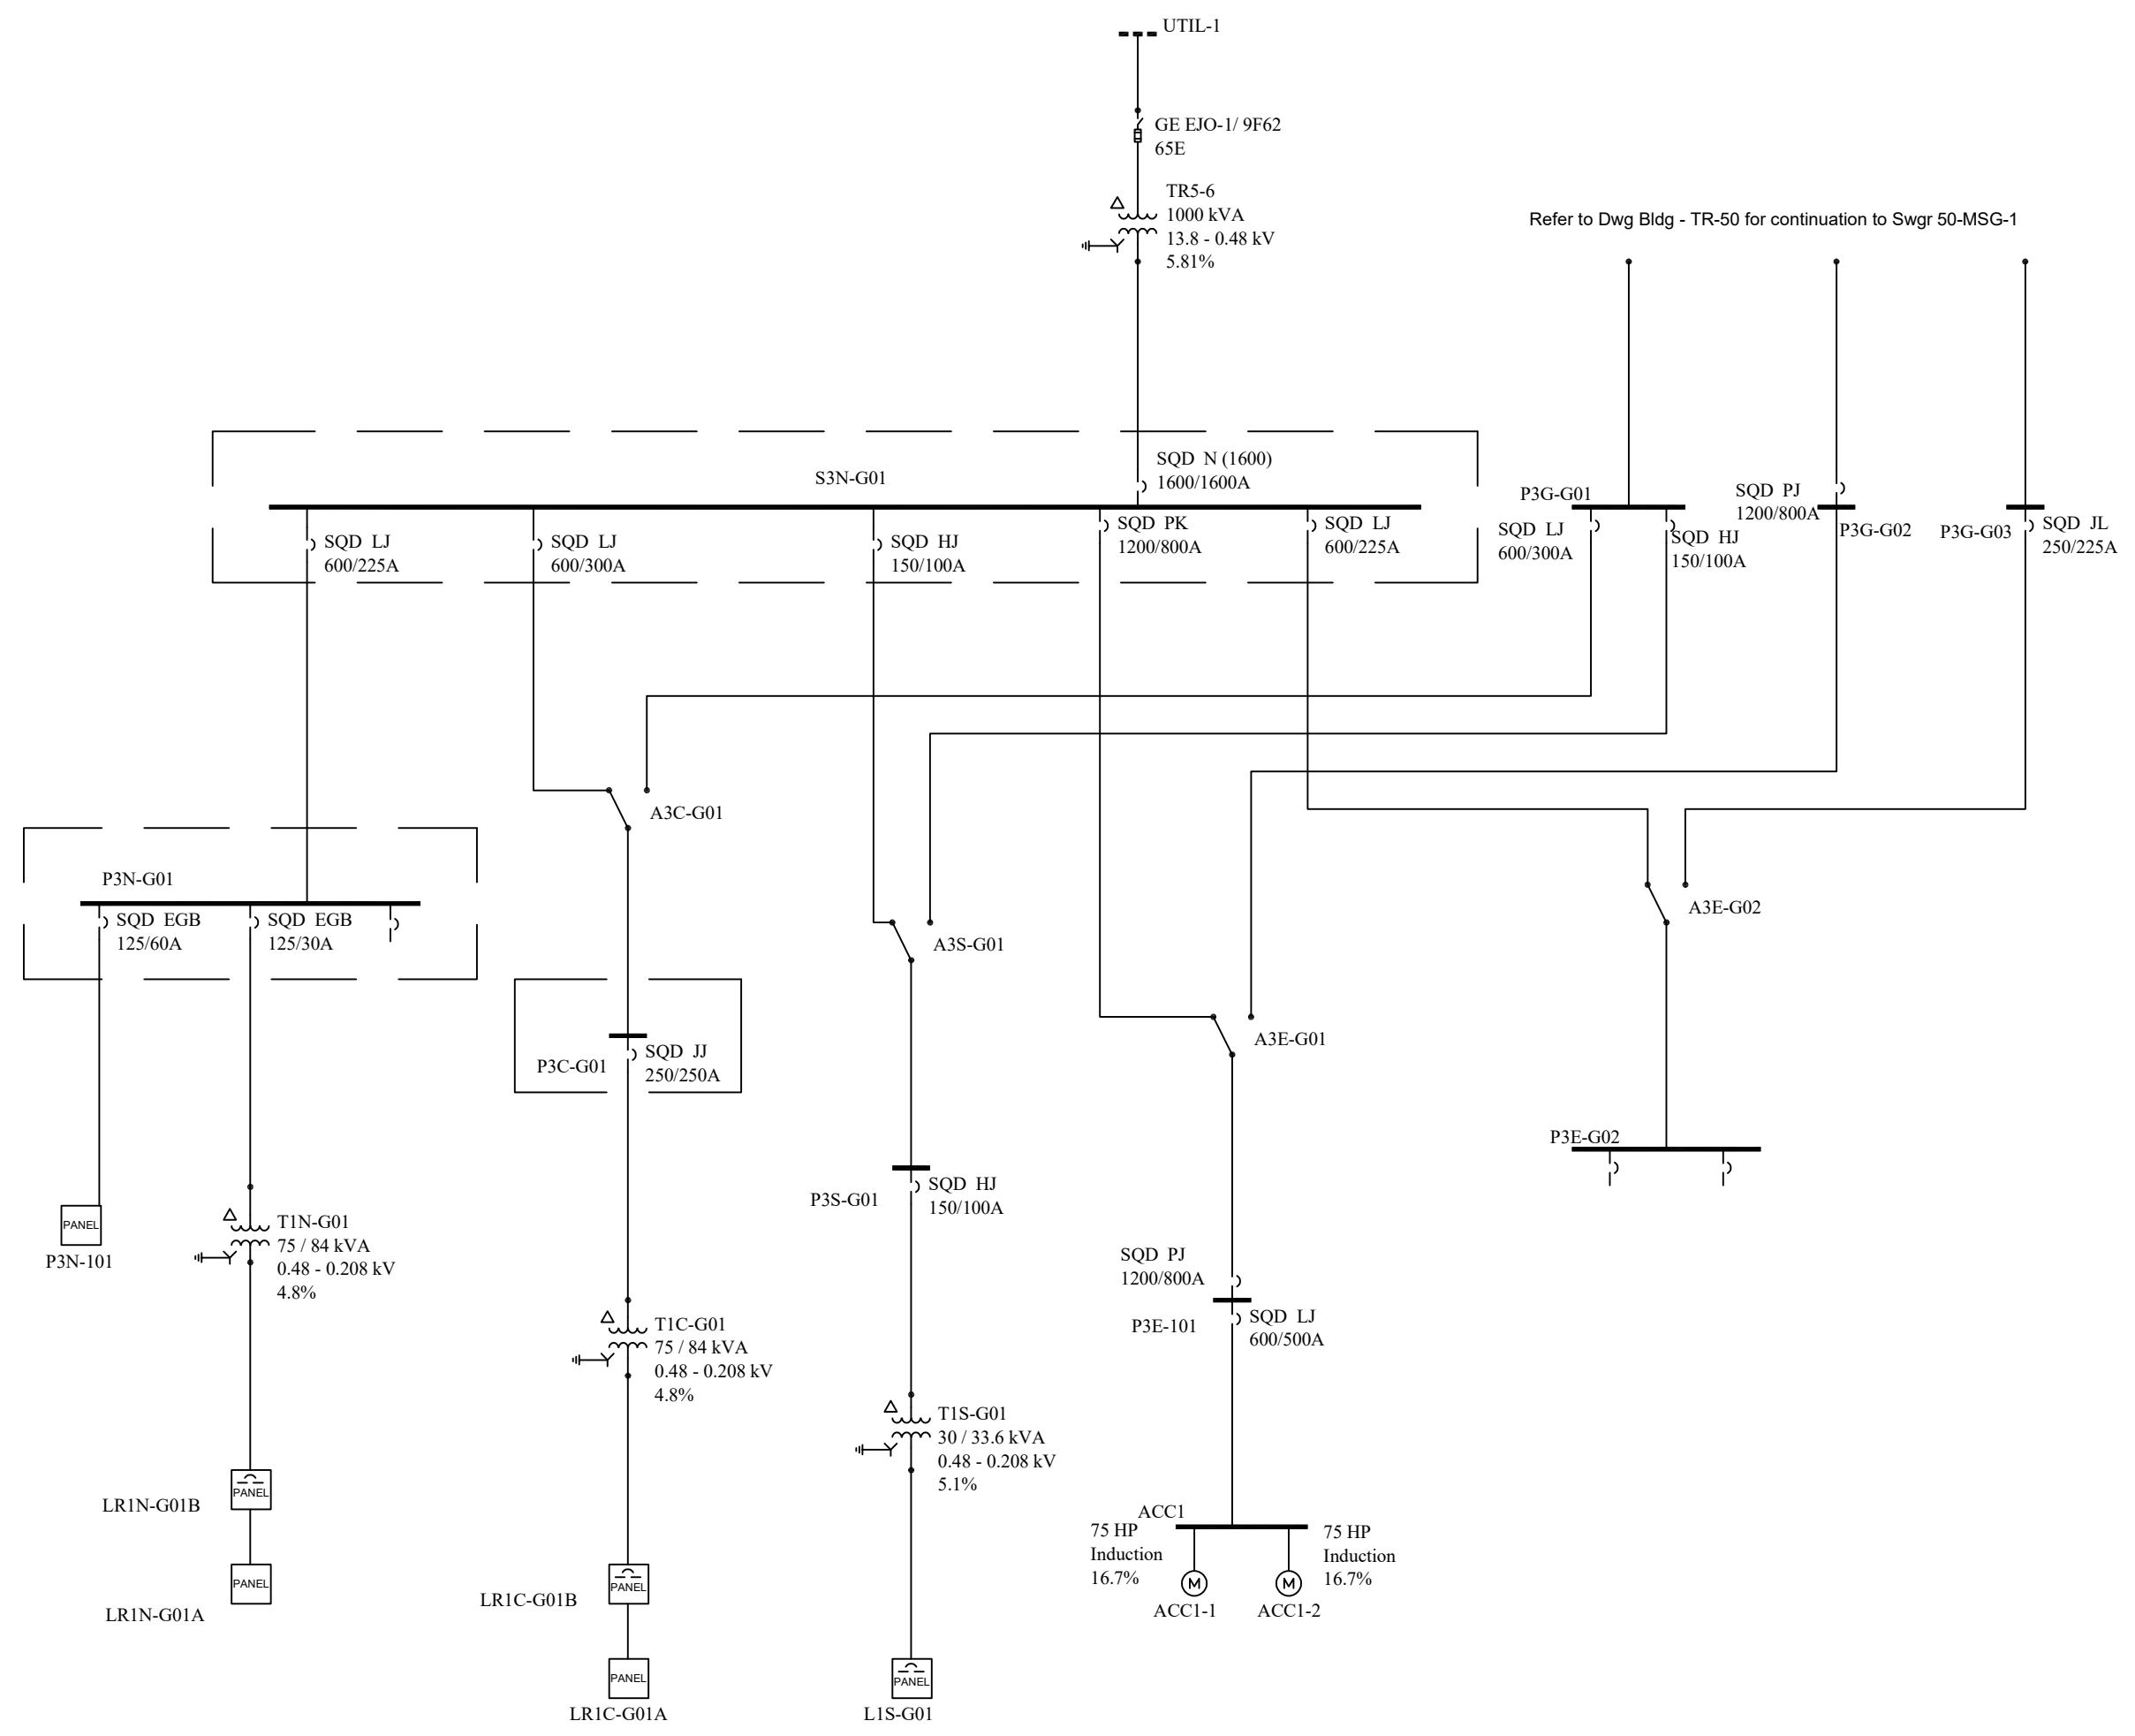 UTIL-1
GE EJO-1/ 9F62
65E
TR5-6
1000 kVA
13.8 - 0.48 kV
5.81%
Refer to Dwg Bldg - TR-50 for continuation to Swgr 50-MSG-1
S3N-G01
SQD N (1600)
1600/1600A
SQD LJ
600/225A
SQD LJ
600/300A
SQD HJ
150/100A
SQD PK
1200/800A
SQD LJ
600/225A
P3G-G01
SQD LJ
600/300A
SQD HJ
150/100A
SQD PJ
1200/800A
P3G-G02
P3G-G03
SQD JL
250/225A
A3C-G01
A3S-G01
A3E-G01
A3E-G02
P3N-G01
SQD EGB
125/60A
SQD EGB
125/30A
P3C-G01
SQD JJ
250/250A
P3S-G01
SQD HJ
150/100A
P3E-G02
PANEL
P3N-101
T1N-G01
75 / 84 kVA
0.48 - 0.208 kV
4.8%
T1C-G01
75 / 84 kVA
0.48 - 0.208 kV
4.8%
T1S-G01
30 / 33.6 kVA
0.48 - 0.208 kV
5.1%
SQD PJ
1200/800A
P3E-101
SQD LJ
600/500A
LR1N-G01B
PANEL
PANEL
LR1N-G01A
LR1C-G01B
PANEL
PANEL
LR1C-G01A
PANEL
L1S-G01
ACC1
75 HP
Induction
16.7%
75 HP
Induction
16.7%
M
M
ACC1-1
ACC1-2